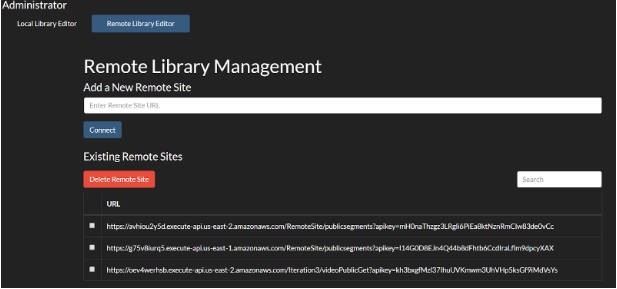 Administrator
Local Library Editor
Remote Library Editor
Remote Library Management
Add a New Remote Site
Enter Remote Site URL
Connect
Existing Remote Sites
Delete Remote Site
Search
URL
https://avhiou2y5d.execute-api.us-east-2.amazonaws.com/RemoteSite/publicsegments?apikey=mH0naThzgz3LRgli6PiEa8ktNznRmClw83de0vCc
https://g75v8iurq5.execute-api.us-east-1.amazonaws.com/RemoteSite/publicsegments?apikey=I14G0D8EJn4Q44b8dFhtb6CcdIraLfIm9dpcyXAX
https://oev4werhsb.execute-api.us-east-2.amazonaws.com/Iteration3/videoPublicGet?apikey=kh3bxgfMzl37IhuUVKmwm3UhVHp5ksGf9iMdVsYs